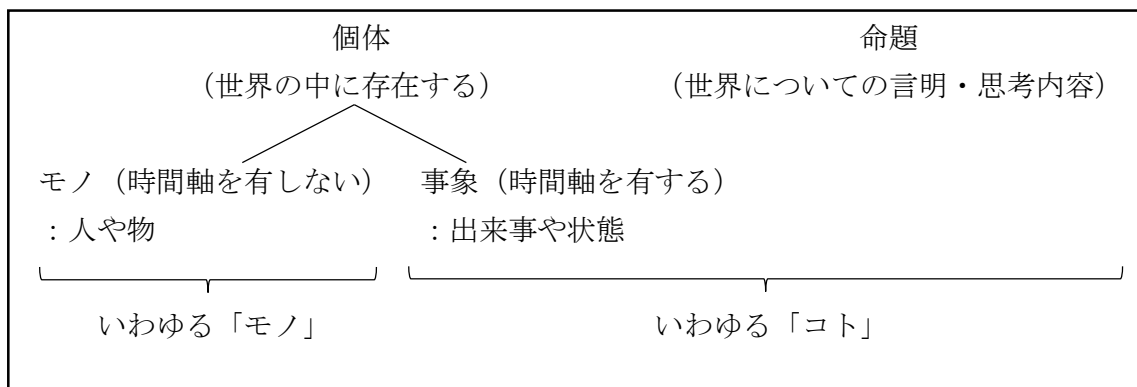 個体 命題
（世界の中に存在する） （世界についての言明・思考内容）
モノ（時間軸を有しない） 事象（時間軸を有する）
：人や物 ：出来事や状態
いわゆる「モノ」 いわゆる「コト」